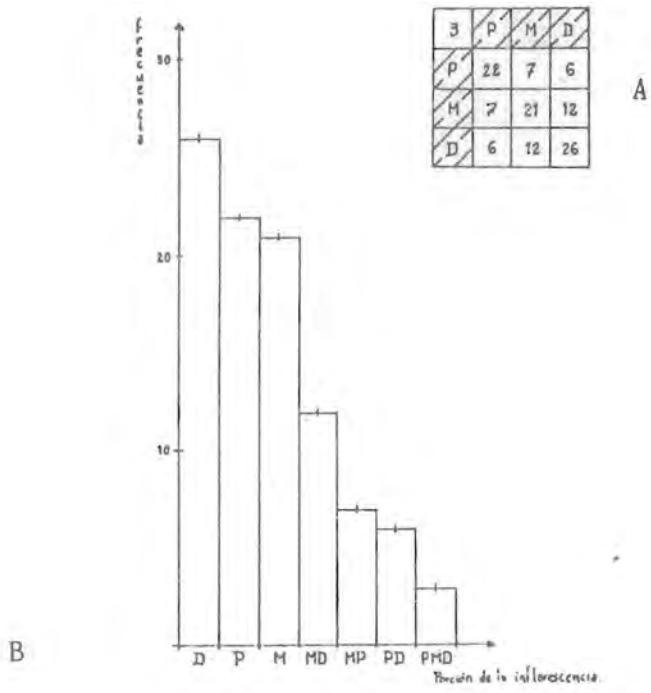 frecuencia
30
20
10
D P M MD MP PD PMD
Porción de la inflorescencia.
B
3 P M D
P 22 7 6
M 7 21 12
D 6 12 26
A